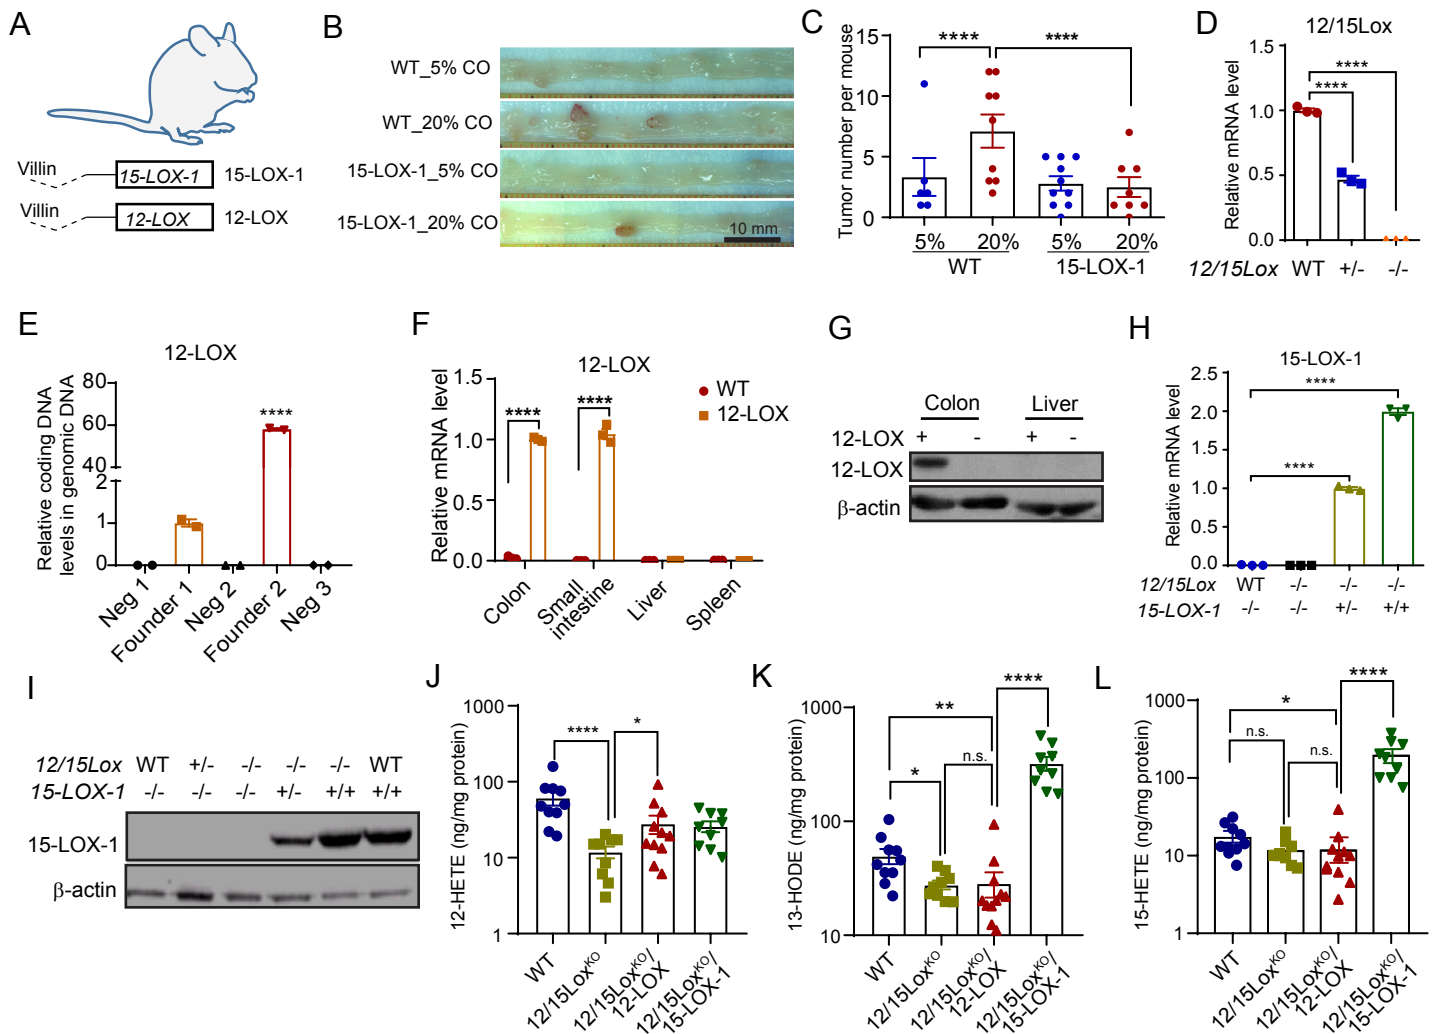 A
Villin
15-LOX-1
15-LOX-1
Villin
12-LOX
12-LOX
B
WT_5% CO
WT_20% CO
15-LOX-1_5% CO
15-LOX-1_20% CO
10 mm
C
Tumor number per mouse
15
10
5
0
****
****
5%
20%
5%
20%
WT
15-LOX-1
D
12/15Lox
Relative mRNA level
1.5
1.0
0.5
0.0
****
****
12/15Lox WT +/- -/-
E
12-LOX
Relative coding DNA
levels in genomic DNA
80
60
40
2
1
0
****
Neg 1
Founder 1
Neg 2
Founder 2
Neg 3
F
12-LOX
Relative mRNA level
1.5
1.0
0.5
0.0
****
****
WT
12-LOX
Colon
Small
intestine
Liver
Spleen
G
Colon Liver
12-LOX + - + -
12-LOX
β-actin
H
15-LOX-1
Relative mRNA level
2.5
2.0
1.5
1.0
0.5
0.0
****
****
12/15Lox WT -/- -/- -/-
15-LOX-1 -/- -/- +/- +/+
I
12/15Lox WT +/- -/- -/- -/- WT
15-LOX-1 -/- -/- -/- +/- +/+ +/+
15-LOX-1
β-actin
J
12-HETE (ng/mg protein)
1000
100
10
1
****
*
WT
12/15Lox^KO
12/15Lox^KO/
12-LOX
12/15Lox^KO/
15-LOX-1
K
13-HODE (ng/mg protein)
1000
100
10
****
**
n.s.
*
WT
12/15Lox^KO
12/15Lox^KO/
12-LOX
12/15Lox^KO/
15-LOX-1
L
15-HETE (ng/mg protein)
1000
100
10
1
****
*
n.s.
n.s.
WT
12/15Lox^KO
12/15Lox^KO/
12-LOX
12/15Lox^KO/
15-LOX-1